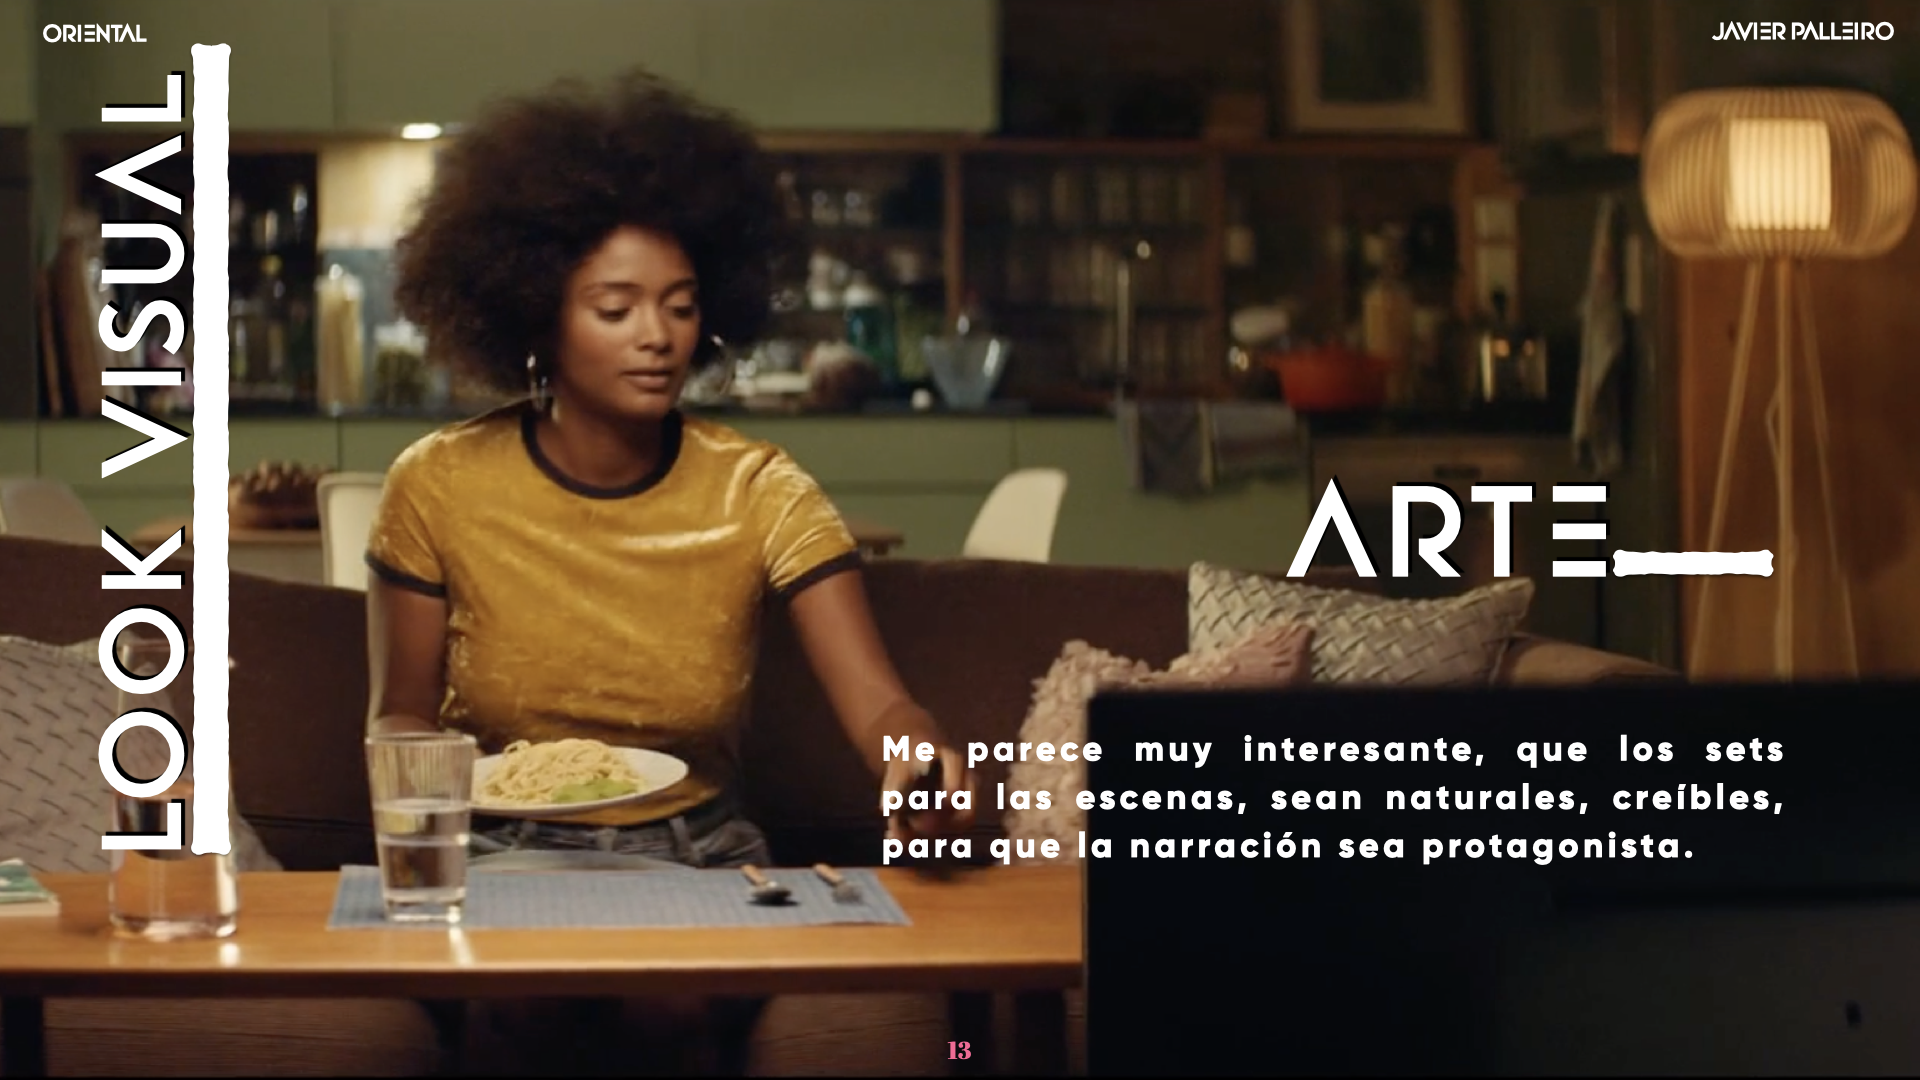 ORIENTAL
JAVIER PALLEIRO
LOOK VISUAL
ARTE
Me parece muy interesante, que los sets
para las escenas, sean naturales, creíbles,
para que la narración sea protagonista.
13